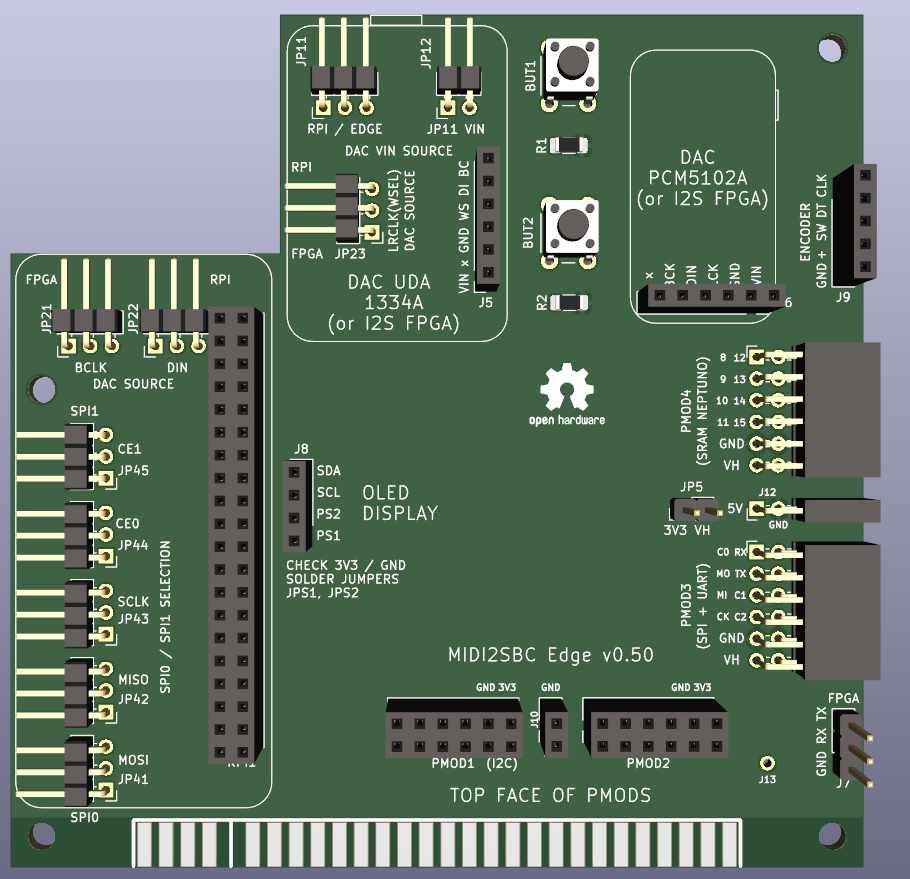 JP11
JP12
RPI / EDGE
JP11 VIN
DAC VIN SOURCE
RPI
FPGA
JP23
LRCLK(WSEL)
DAC SOURCE
VIN x GND WS DI BC
J5
DAC UDA
1334A
(or I2S FPGA)
BUT1
R1
BUT2
R2
DAC
PCM5102A
(or I2S FPGA)
x
DIN
GND
VIN
6
ENCODER
GND + SW DT CLK
J9
FPGA
RPI
JP21
JP22
BCLK
DIN
DAC SOURCE
SPI1
CE1
JP45
CE0
JP44
SCLK
JP43
MISO
JP42
MOSI
JP41
SPI0
SPI0 / SPI1 SELECTION
open hardware
J8
SDA
SCL
PS2
PS1
OLED
DISPLAY
CHECK 3V3 / GND
SOLDER JUMPERS
JPS1, JPS2
PMOD4
(SRAM NEPTUNO)
8 12
9 13
10 14
11 15
GND
VH
JP5
3V3 VH
J12
5V
GND
PMOD3
(SPI + UART)
C0 RX
MO TX
MI C1
CK C2
GND
VH
MIDI2SBC Edge v0.50
GND 3V3
GND
GND 3V3
J10
PMOD1 (I2C)
PMOD2
TOP FACE OF PMODS
J13
FPGA
GND RX TX
J7